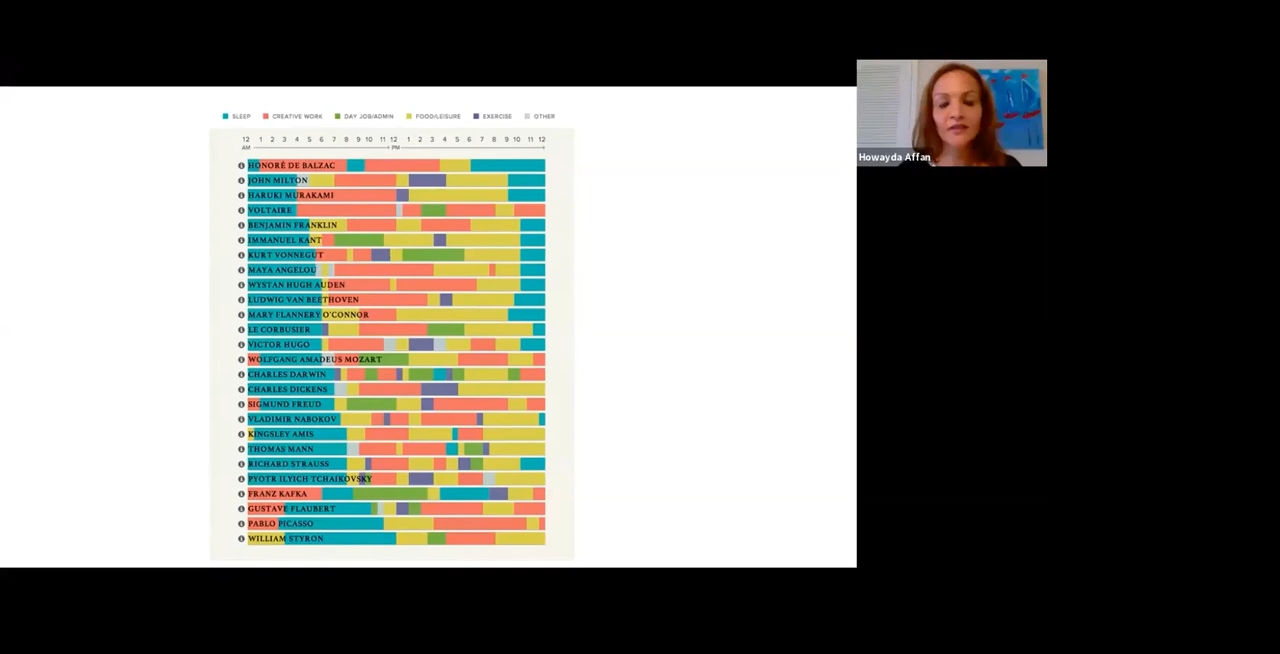 SLEEP CREATIVE WORK DAY JOB/ADMIN FOOD/LEISURE EXERCISE OTHER
12 1 2 3 4 5 6 7 8 9 10 11 12 1 2 3 4 5 6 7 8 9 10 11 12
AM PM
HONORÉ DE BALZAC
JOHN MILTON
HARUKI MURAKAMI
VOLTAIRE
BENJAMIN FRANKLIN
IMMANUEL KANT
KURT VONNEGUT
MAYA ANGELOU
WYSTAN HUGH AUDEN
LUDWIG VAN BEETHOVEN
MARY FLANNERY O'CONNOR
LE CORBUSIER
VICTOR HUGO
WOLFGANG AMADEUS MOZART
CHARLES DARWIN
CHARLES DICKENS
SIGMUND FREUD
VLADIMIR NABOKOV
KINGSLEY AMIS
THOMAS MANN
RICHARD STRAUSS
PYOTR ILYICH TCHAIKOVSKY
FRANZ KAFKA
GUSTAVE FLAUBERT
PABLO PICASSO
WILLIAM STYRON
Howayda Affan